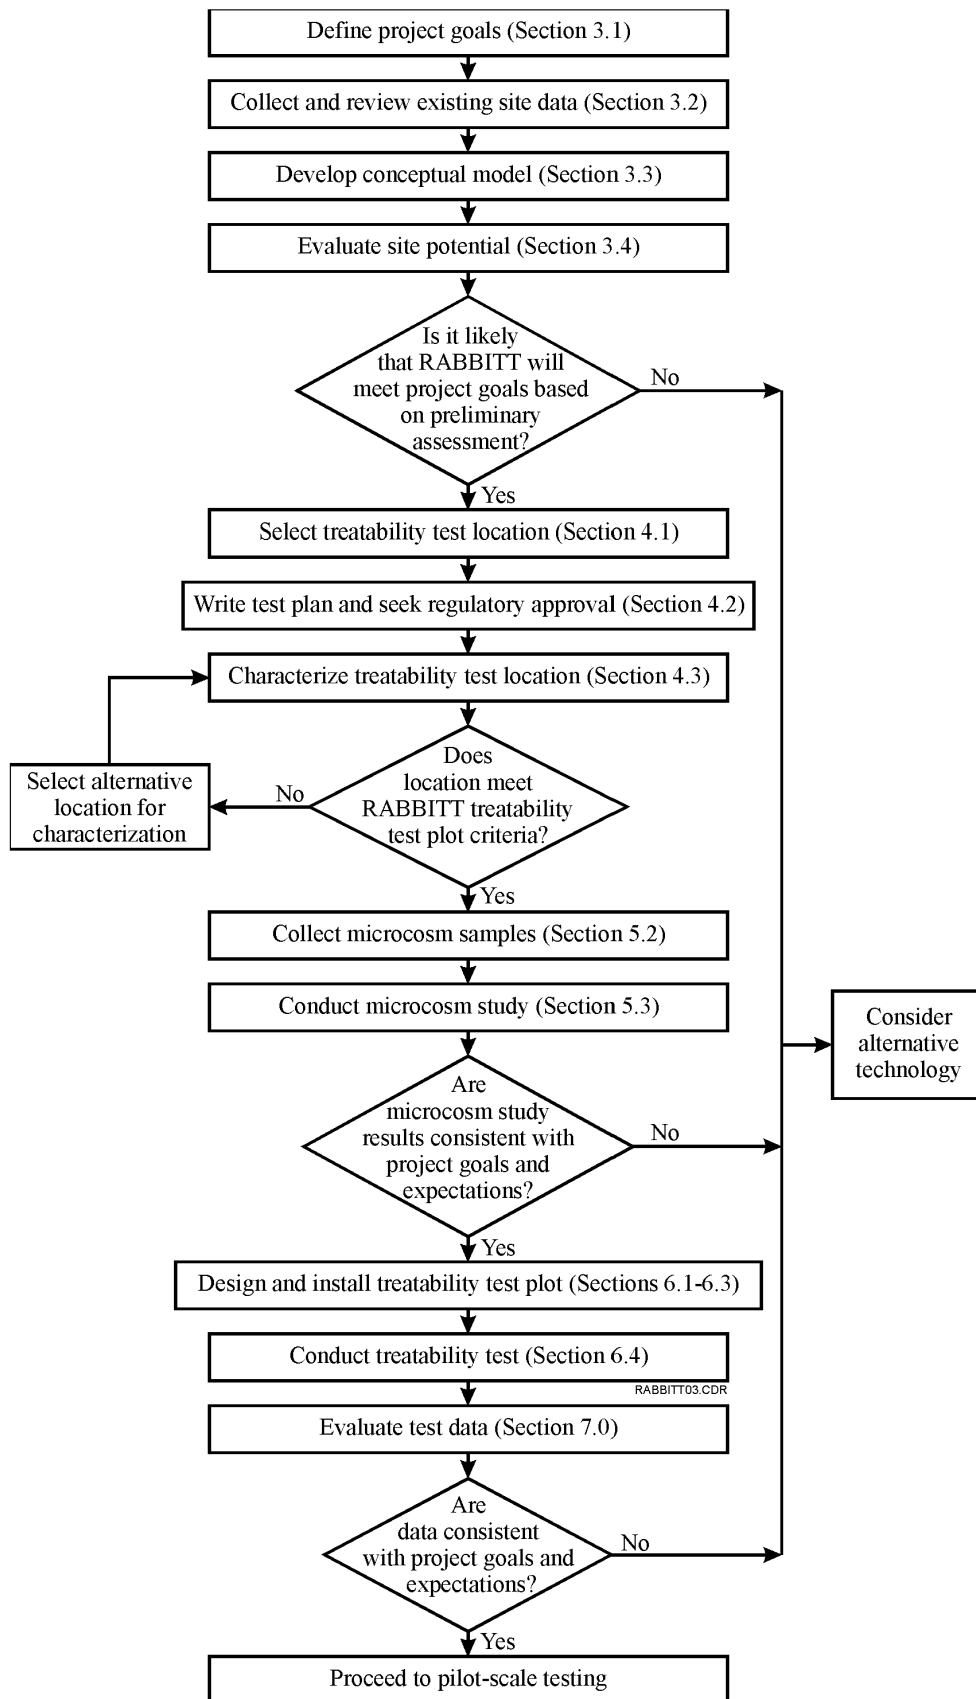 Define project goals (Section 3.1)
Collect and review existing site data (Section 3.2)
Develop conceptual model (Section 3.3)
Evaluate site potential (Section 3.4)
Is it likely
that RABBITT will
meet project goals based
on preliminary
assessment?
No
Yes
Select treatability test location (Section 4.1)
Write test plan and seek regulatory approval (Section 4.2)
Characterize treatability test location (Section 4.3)
Does
location meet
RABBITT treatability
test plot criteria?
No
Select alternative
location for
characterization
Yes
Collect microcosm samples (Section 5.2)
Conduct microcosm study (Section 5.3)
Consider
alternative
technology
Are
microcosm study
results consistent with
project goals and
expectations?
No
Yes
Design and install treatability test plot (Sections 6.1-6.3)
Conduct treatability test (Section 6.4)
RABBITT03.CDR
Evaluate test data (Section 7.0)
Are
data consistent
with project goals and
expectations?
No
Yes
Proceed to pilot-scale testing